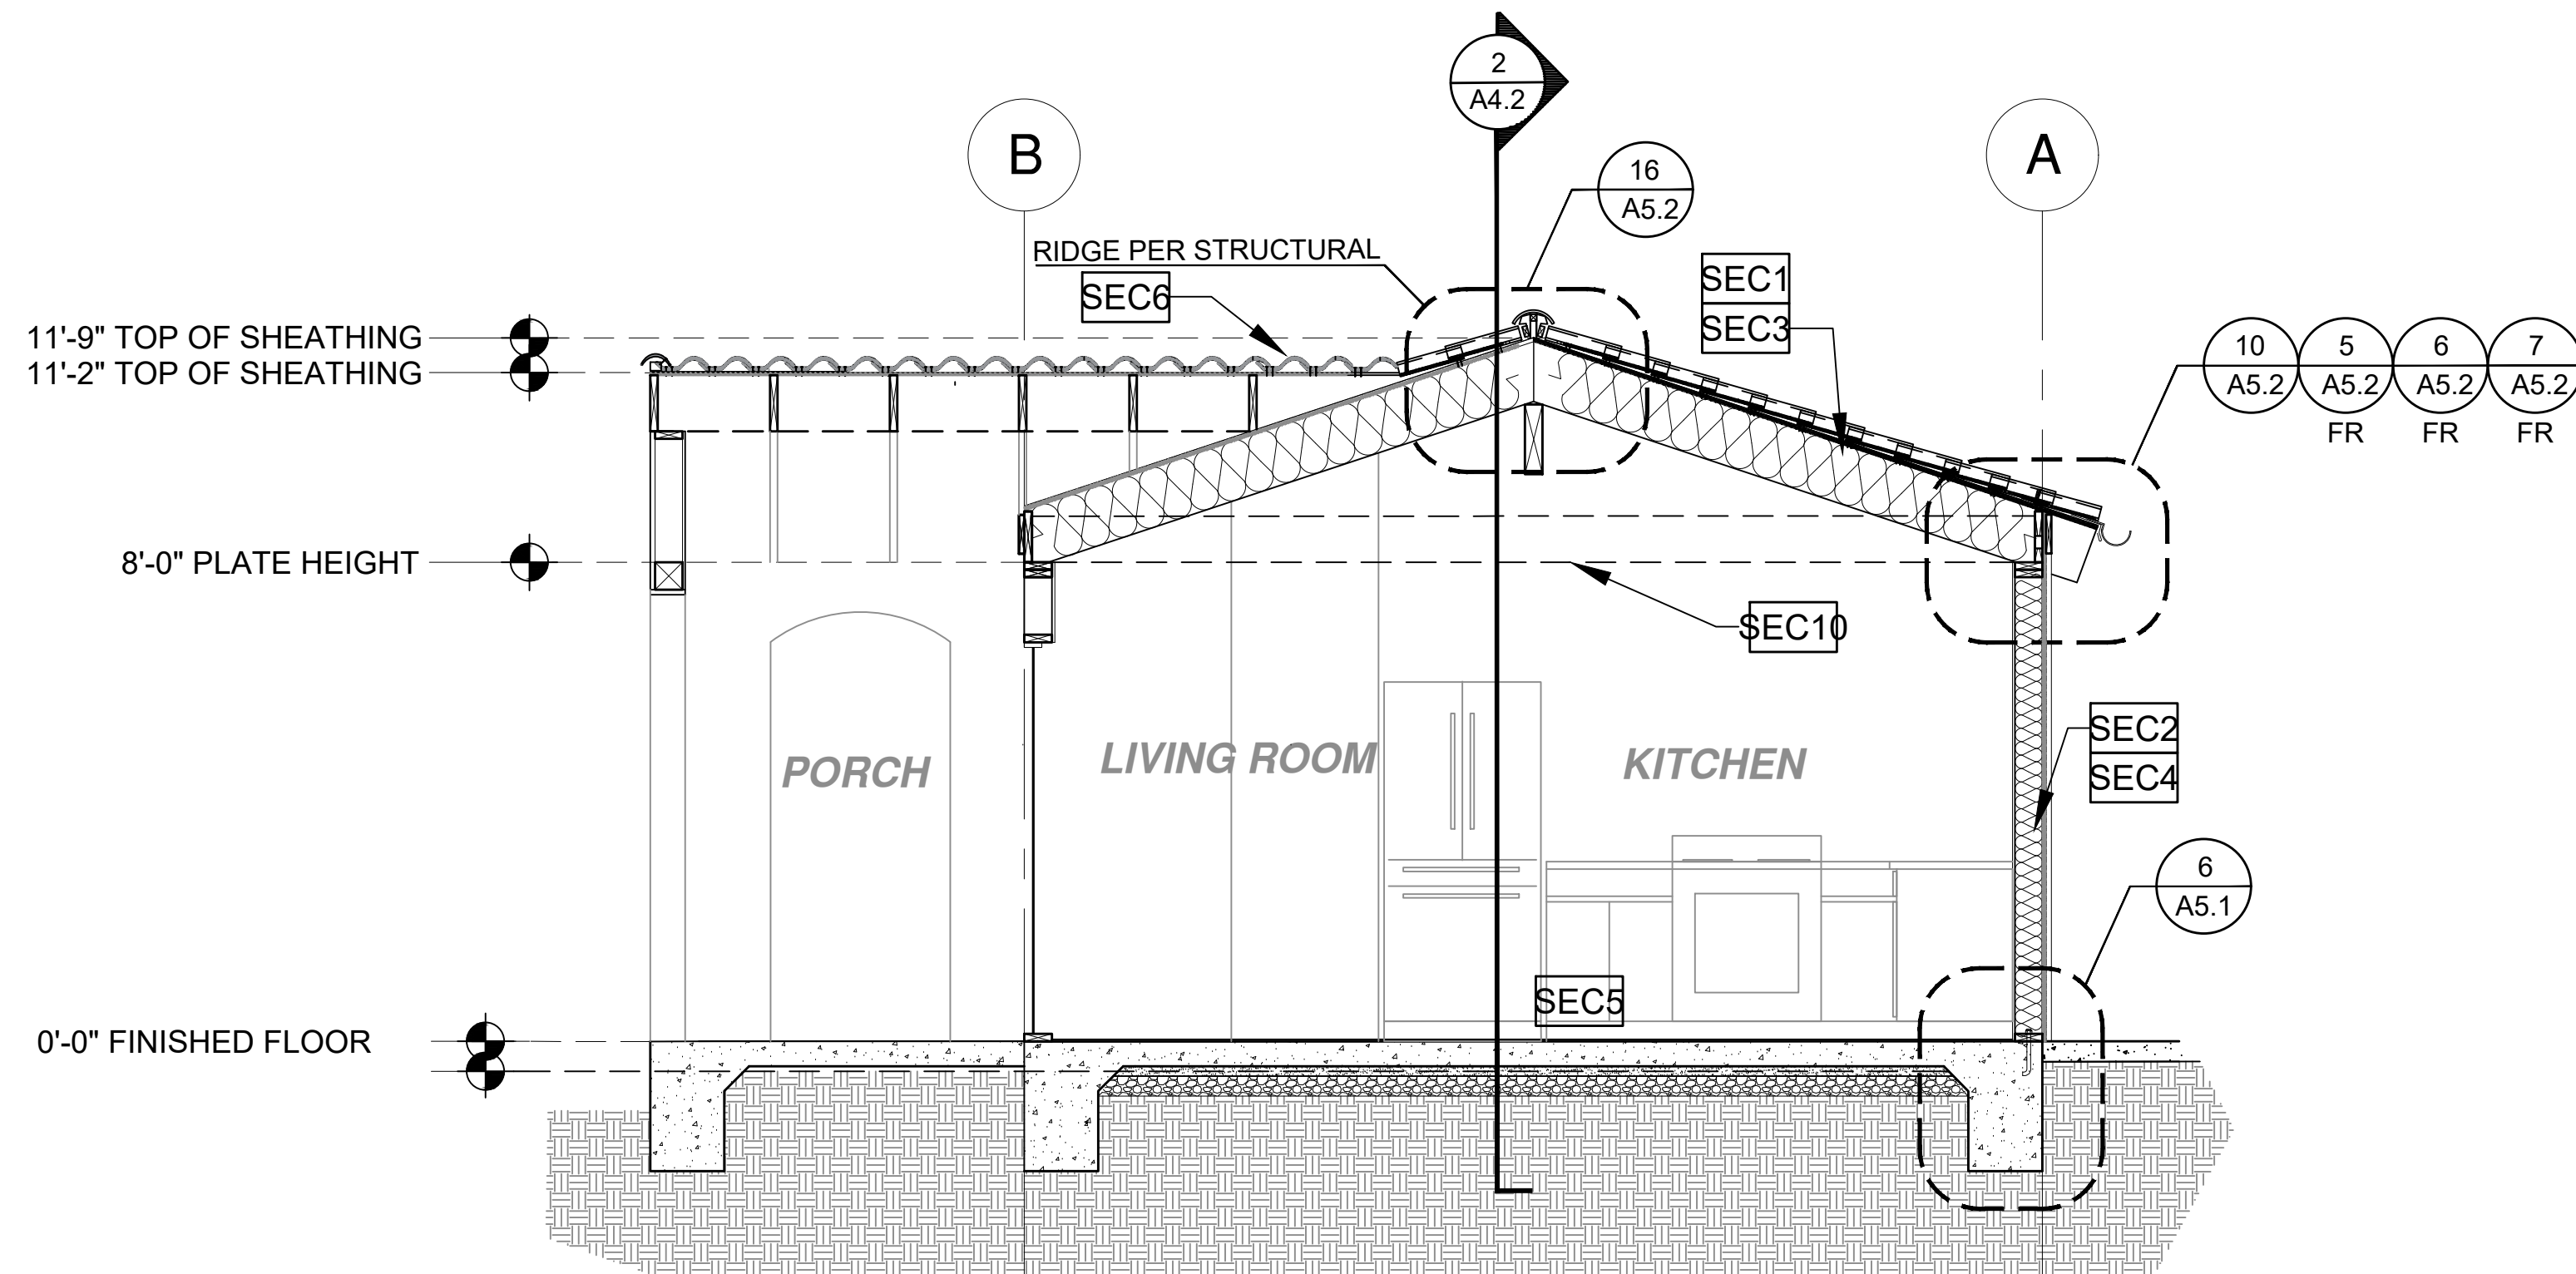 2
A4.2
B
A
16
A5.2
RIDGE PER STRUCTURAL
SEC6
SEC1
SEC3
11'-9" TOP OF SHEATHING
11'-2" TOP OF SHEATHING
10
A5.2
5
A5.2
FR
6
A5.2
FR
7
A5.2
FR
8'-0" PLATE HEIGHT
SEC10
SEC2
SEC4
PORCH
LIVING ROOM
KITCHEN
6
A5.1
SEC5
0'-0" FINISHED FLOOR